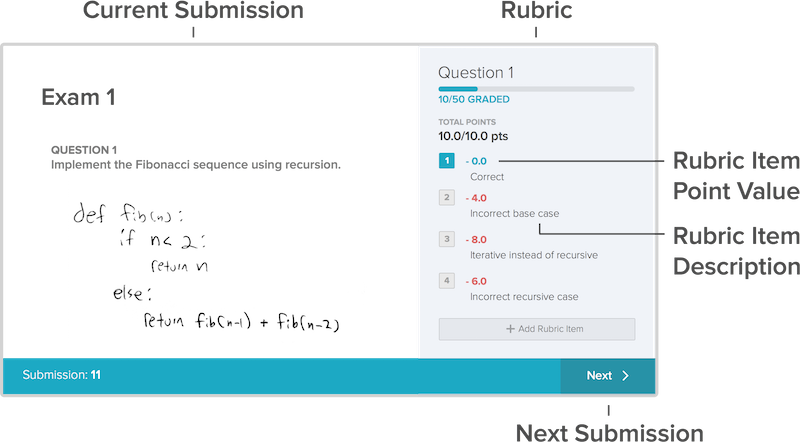 Current Submission
Rubric
Exam 1
QUESTION 1
Implement the Fibonacci sequence using recursion.
def fib(n):
if n< 2:
return n
else:
return fib(n-1) + fib(n-2)
Question 1
10/50 GRADED
TOTAL POINTS
10.0/10.0 pts
1 - 0.0
Correct
2 - 4.0
Incorrect base case
3 - 8.0
Iterative instead of recursive
4 - 6.0
Incorrect recursive case
+ Add Rubric Item
Rubric Item
Point Value
Rubric Item
Description
Submission: 11
Next >
Next Submission